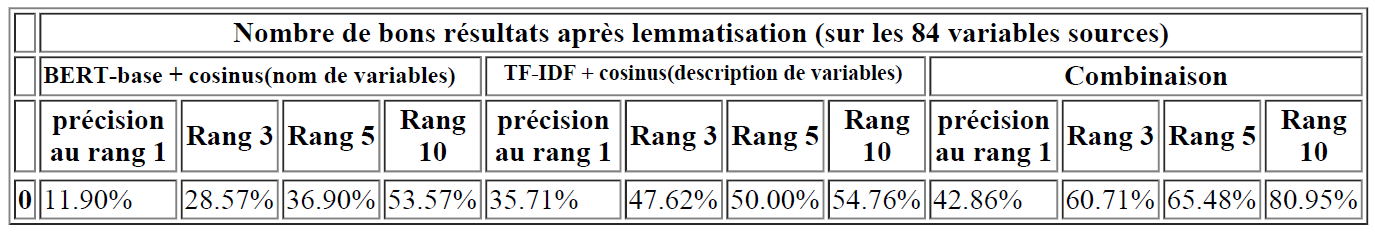 Nombre de bons résultats après lemmatisation (sur les 84 variables sources)
BERT-base + cosinus(nom de variables) TF-IDF + cosinus(description de variables) Combinaison
précision au rang 1 Rang 3 Rang 5 Rang 10 précision au rang 1 Rang 3 Rang 5 Rang 10 précision au rang 1 Rang 3 Rang 5 Rang 10
0 11.90% 28.57% 36.90% 53.57% 35.71% 47.62% 50.00% 54.76% 42.86% 60.71% 65.48% 80.95%